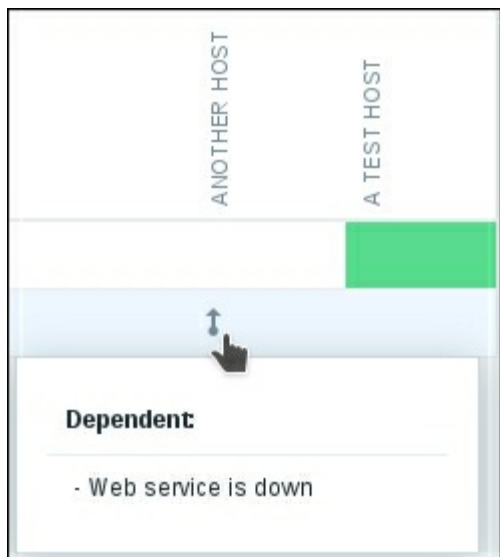 ANOTHER HOST
A TEST HOST
Dependent:
- Web service is down